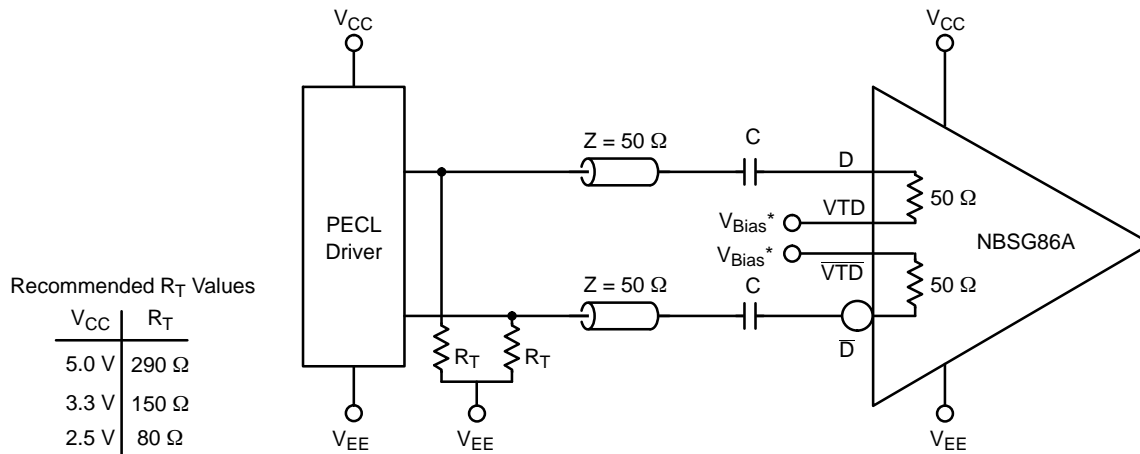 V_CC
V_CC
Z = 50 Ω
C
D
50 Ω
PECL
Driver
V_Bias*
VTD
NBSG86A
V_Bias*
V̅T̅D̅
Recommended R_T Values
Z = 50 Ω
C
50 Ω
V_CC R_T
R_T
R_T
D̅
5.0 V 290 Ω
3.3 V 150 Ω
2.5 V 80 Ω
V_EE
V_EE
V_EE